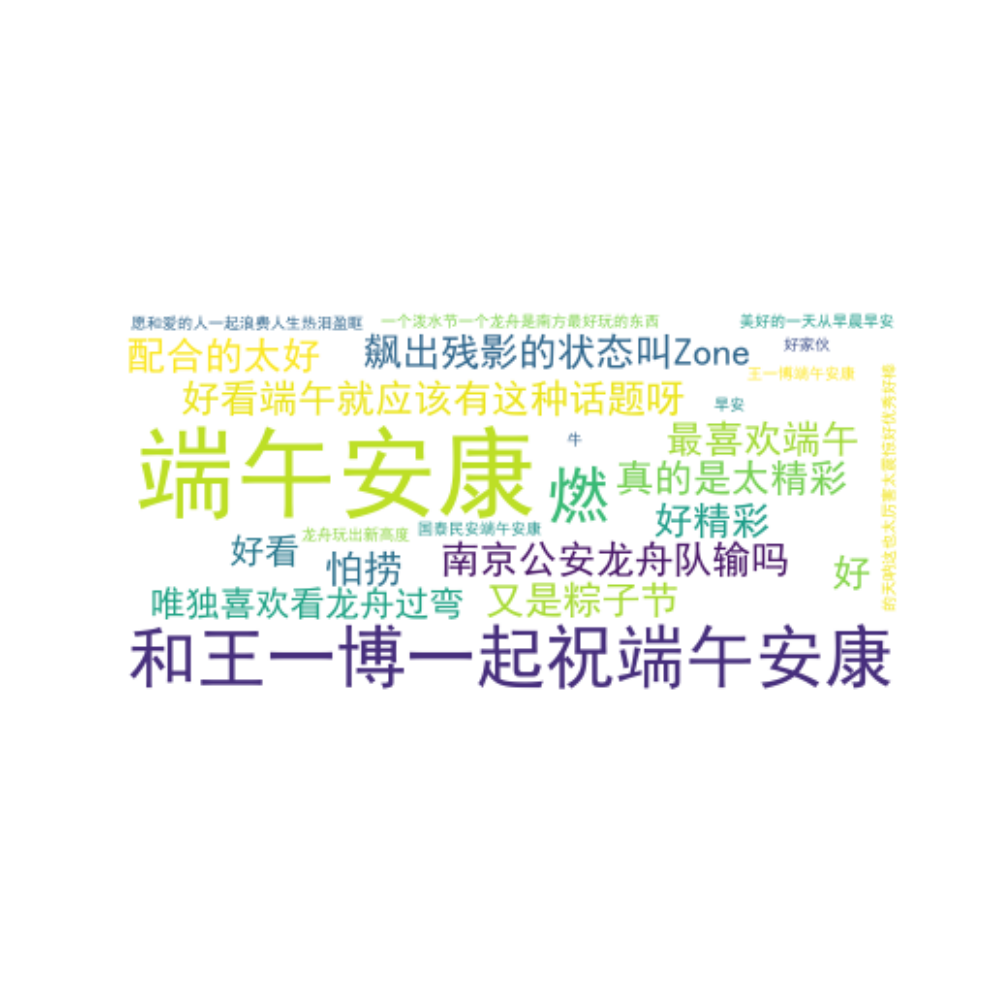 愿和爱的人一起浪费人生热泪盈眶
一个泼水节一个龙舟是南方最好玩的东西
美好的一天从早晨早安
配合的太好
飙出残影的状态叫Zone
好家伙
王一博端午安康
好看端午就应该有这种话题呀
早安
端午安康
牛
最喜欢端午
燃
真的是太精彩
好精彩
国泰民安端午安康
龙舟玩出新高度
好看
怕捞
南京公安龙舟队输吗
好
唯独喜欢看龙舟过弯
又是粽子节
和王一博一起祝端午安康
的天呐这也太厉害太震惊好优秀好棒